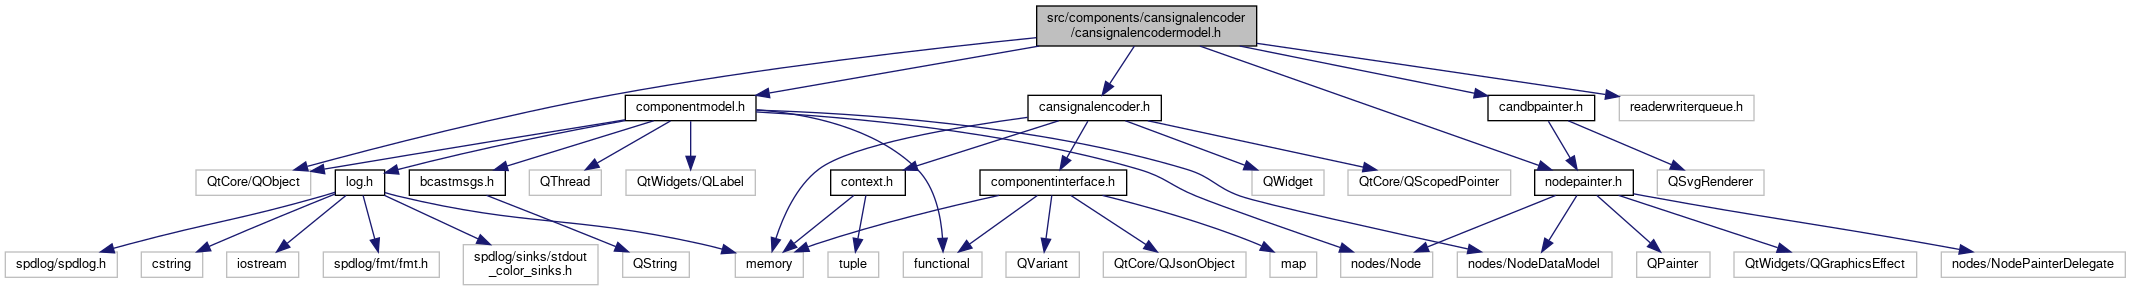 src/components/cansignalencoder
/cansignalencodermodel.h
componentmodel.h
cansignalencoder.h
candbpainter.h
readerwriterqueue.h
QtCore/QObject
log.h
bcastmsgs.h
QThread
QtWidgets/QLabel
context.h
componentinterface.h
QWidget
QtCore/QScopedPointer
nodepainter.h
QSvgRenderer
spdlog/spdlog.h
cstring
iostream
spdlog/fmt/fmt.h
spdlog/sinks/stdout
_color_sinks.h
QString
memory
tuple
functional
QVariant
QtCore/QJsonObject
map
nodes/Node
nodes/NodeDataModel
QPainter
QtWidgets/QGraphicsEffect
nodes/NodePainterDelegate